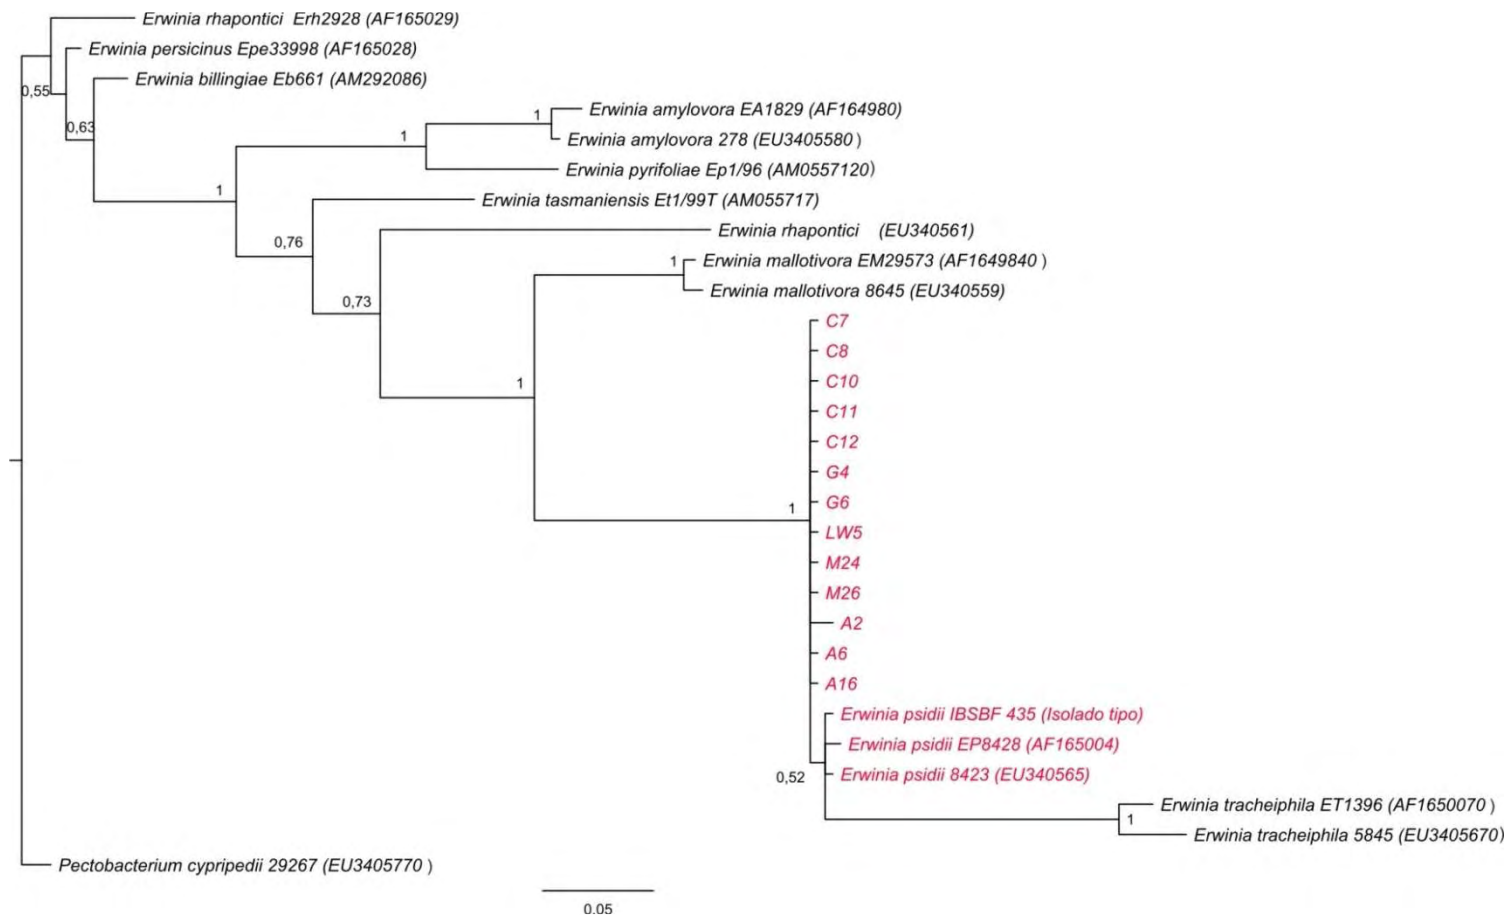 Erwinia rhapontici Erh2928 (AF165029)
Erwinia persicinus Epe33998 (AF165028)
0,55
Erwinia billingiae Eb661 (AM292086)
0,63
Erwinia amylovora EA1829 (AF164980)
1
Erwinia amylovora 278 (EU3405580)
1
Erwinia pyrifoliae Ep1/96 (AM0557120)
1
Erwinia tasmaniensis Et1/99T (AM055717)
0,76
Erwinia rhapontici (EU340561)
1
Erwinia mallotivora EM29573 (AF1649840)
Erwinia mallotivora 8645 (EU340559)
0,73
C7
C8
1
C10
C11
C12
G4
G6
1
LW5
M24
M26
A2
A6
A16
Erwinia psidii IBSBF 435 (Isolado tipo)
Erwinia psidii EP8428 (AF165004)
0,52
Erwinia psidii 8423 (EU340565)
Erwinia tracheiphila ET1396 (AF1650070)
1
Erwinia tracheiphila 5845 (EU3405670)
Pectobacterium cypripedii 29267 (EU3405770)
0.05